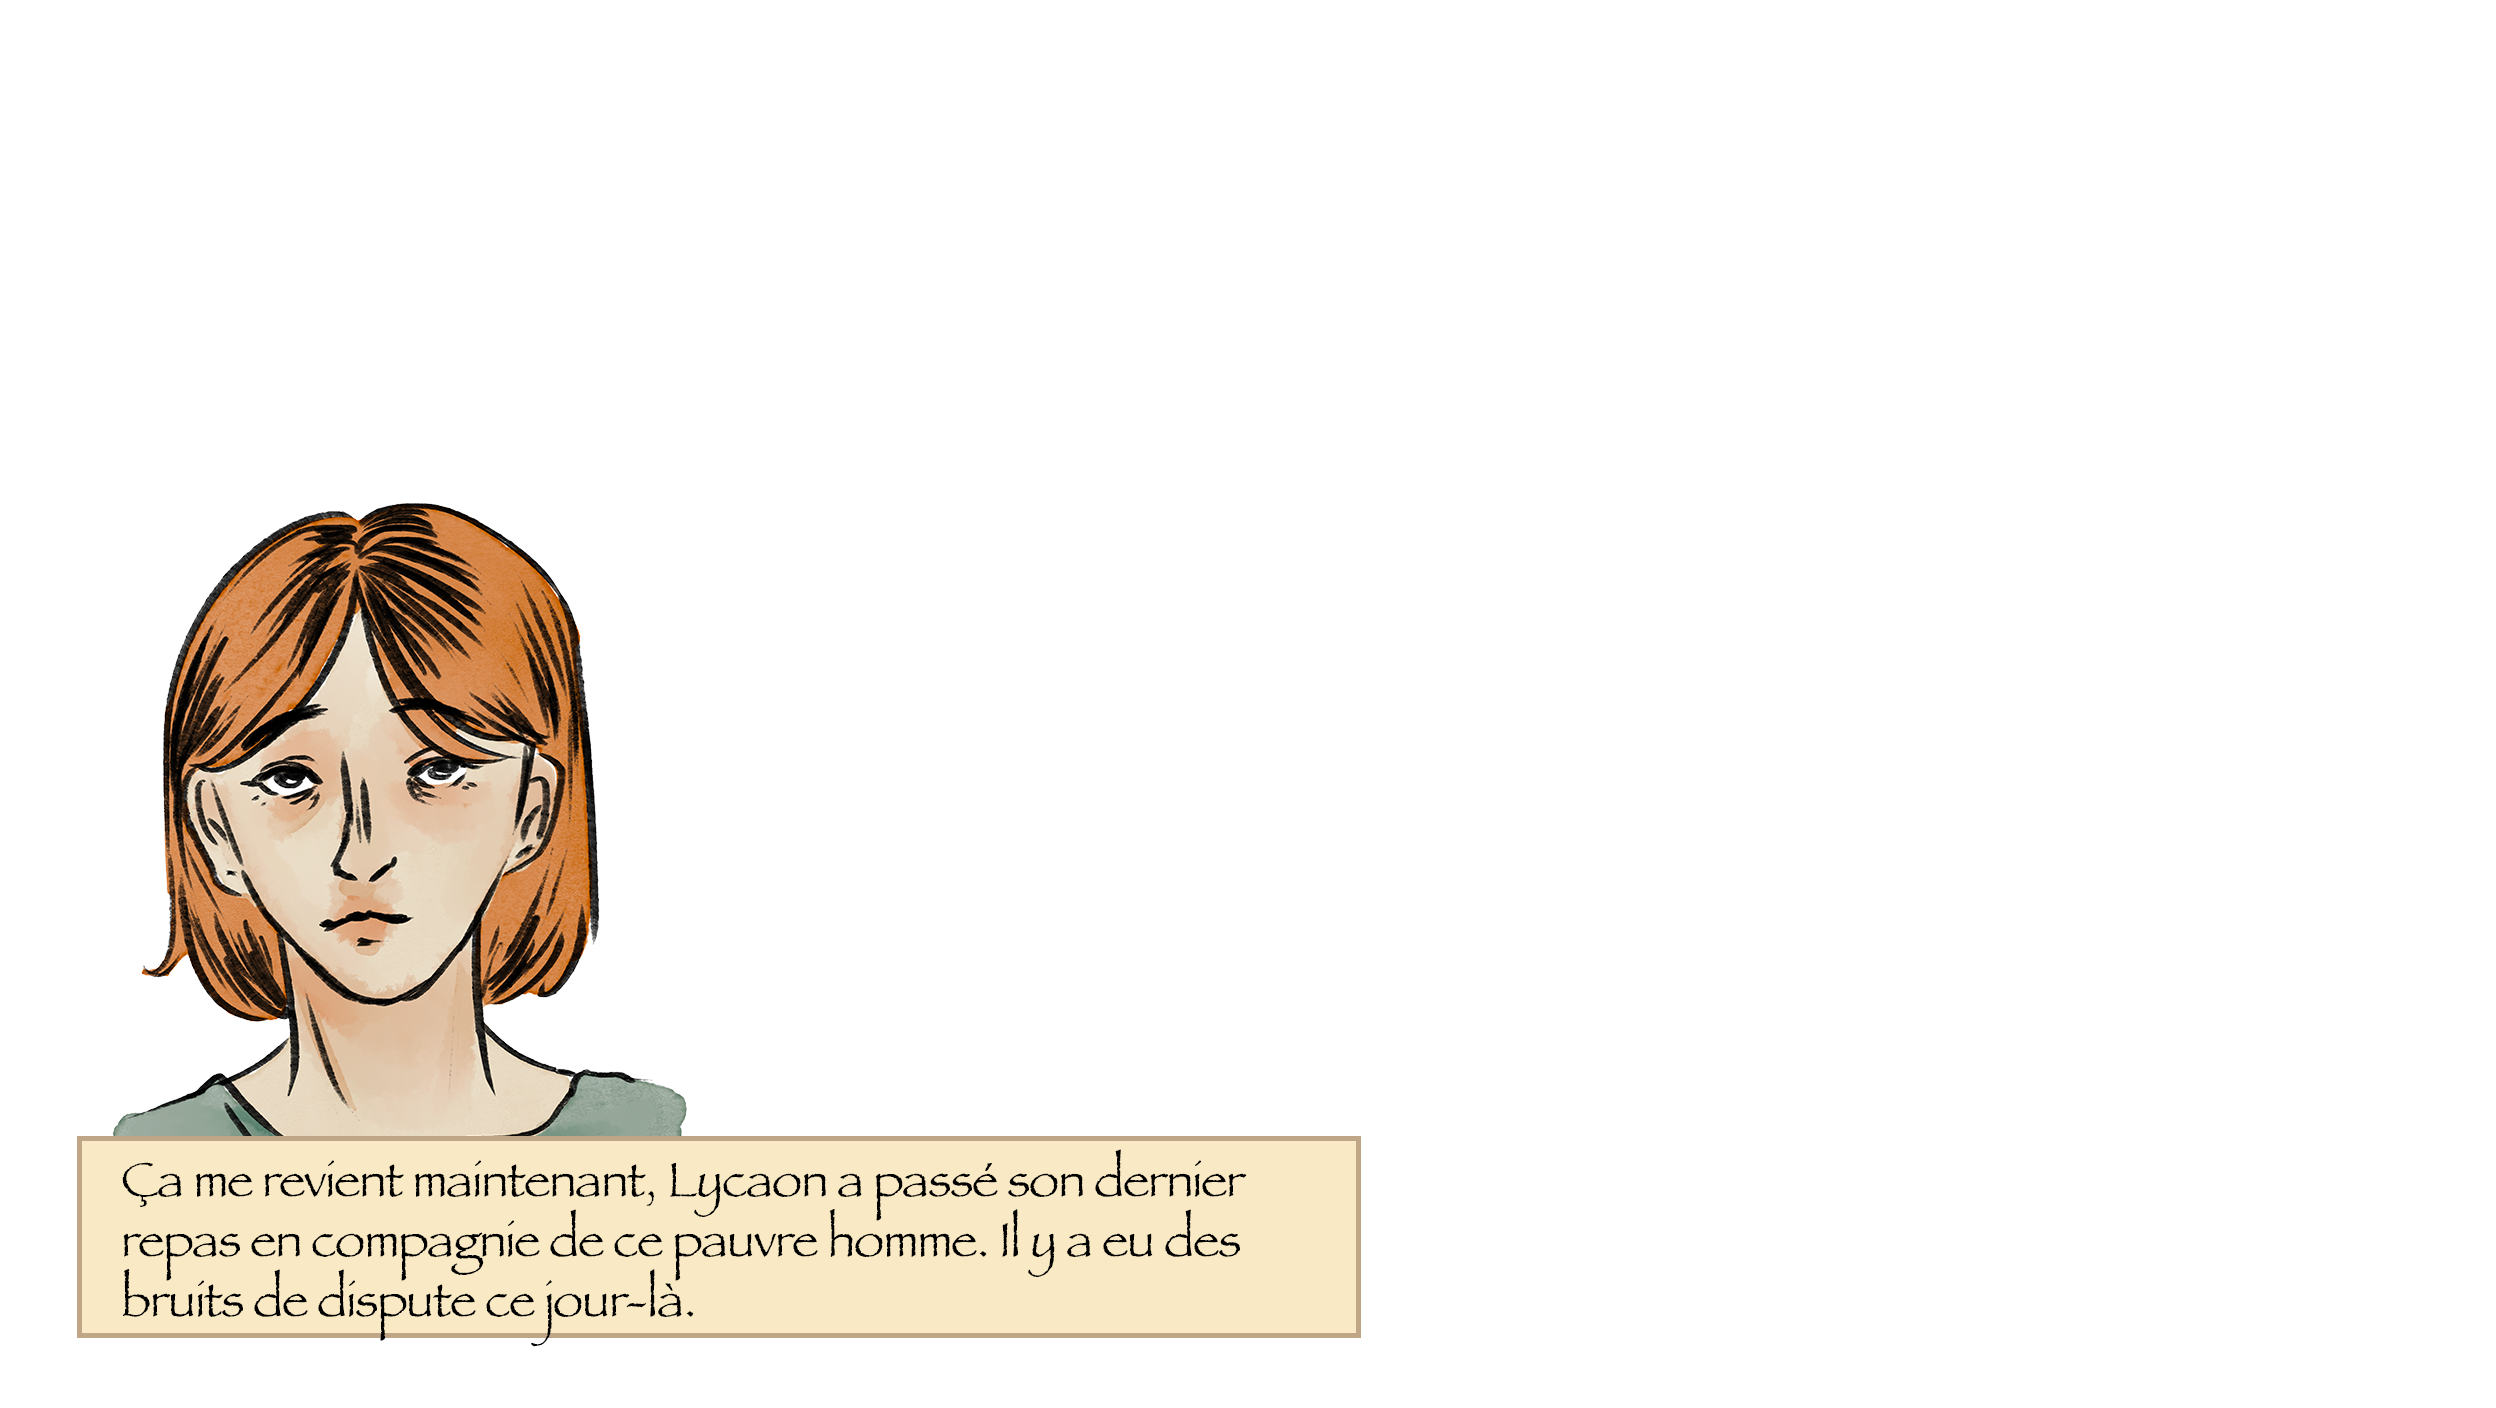 Ça me revient maintenant, Lycaon a passé son dernier
repas en compagnie de ce pauvre homme. Il y a eu des
bruits de dispute ce jour-là.